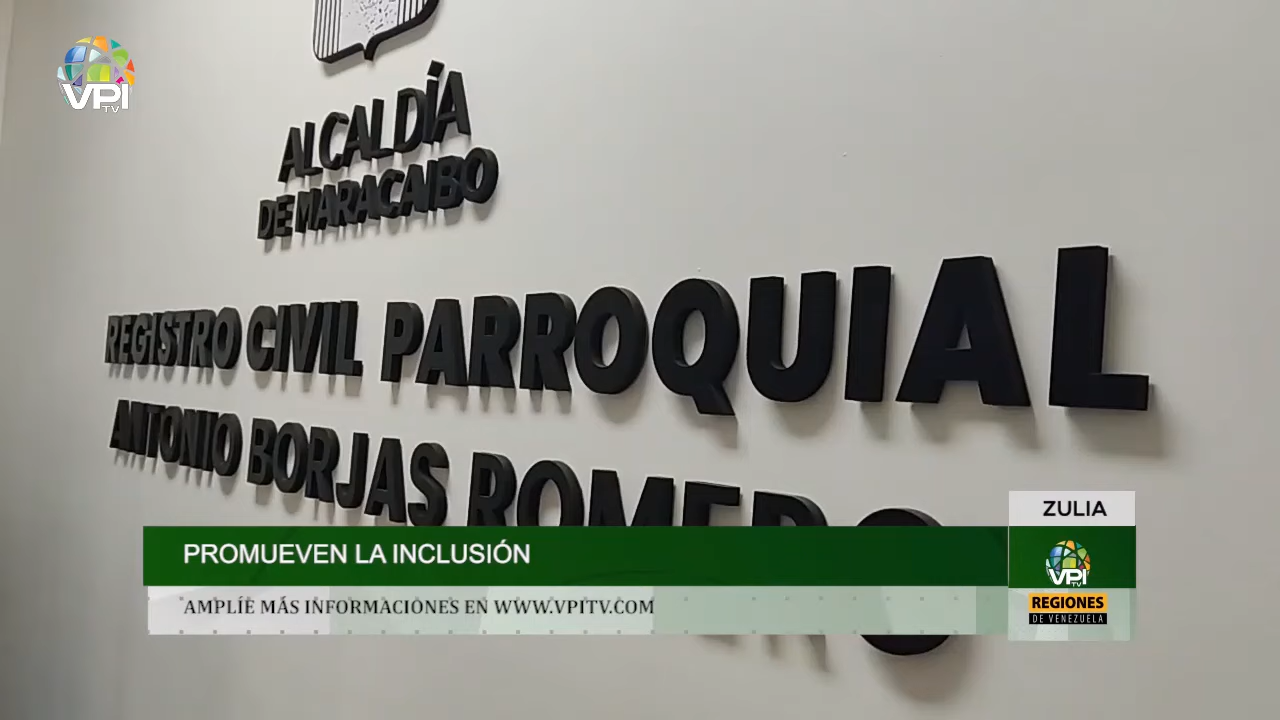 VPI
TV
ALCALDÍA
DE MARACAIBO
REGISTRO CIVIL PARROQUIAL
ANTONIO BORJAS ROMERO
ZULIA
PROMUEVEN LA INCLUSIÓN
VPI
TV
AMPLÍE MÁS INFORMACIONES EN WWW.VPITV.COM
REGIONES
DE VENEZUELA